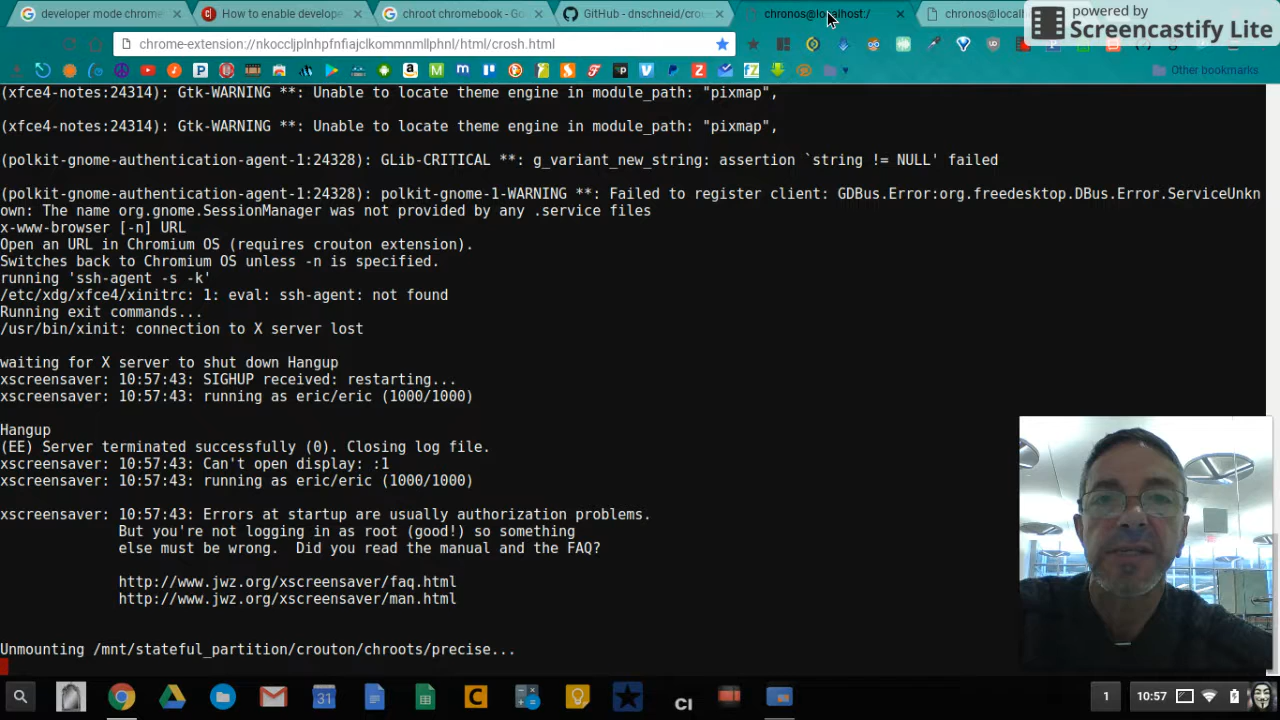 developer mode chrome
How to enable develope
chroot chromebook - Go
GitHub - dnschneid/crou
chronos@localhost:/
chronos@locali
powered by
Screencastify Lite
chrome-extension://nkoccljplnhpfnfiajclkommnmllphnl/html/crosh.html
Other bookmarks
(xfce4-notes:24314): Gtk-WARNING **: Unable to locate theme engine in module_path: "pixmap",
(xfce4-notes:24314): Gtk-WARNING **: Unable to locate theme engine in module_path: "pixmap",
(polkit-gnome-authentication-agent-1:24328): GLib-CRITICAL **: g_variant_new_string: assertion `string != NULL' failed
(polkit-gnome-authentication-agent-1:24328): polkit-gnome-1-WARNING **: Failed to register client: GDBus.Error:org.freedesktop.DBus.Error.ServiceUnkn
own: The name org.gnome.SessionManager was not provided by any .service files
x-www-browser [-n] URL
Open an URL in Chromium OS (requires crouton extension).
Switches back to Chromium OS unless -n is specified.
running 'ssh-agent -s -k'
/etc/xdg/xfce4/xinitrc: 1: eval: ssh-agent: not found
Running exit commands...
/usr/bin/xinit: connection to X server lost
waiting for X server to shut down Hangup
xscreensaver: 10:57:43: SIGHUP received: restarting...
xscreensaver: 10:57:43: running as eric/eric (1000/1000)
Hangup
(EE) Server terminated successfully (0). Closing log file.
xscreensaver: 10:57:43: Can't open display: :1
xscreensaver: 10:57:43: running as eric/eric (1000/1000)
xscreensaver: 10:57:43: Errors at startup are usually authorization problems.
But you're not logging in as root (good!) so something
else must be wrong.  Did you read the manual and the FAQ?
http://www.jwz.org/xscreensaver/faq.html
http://www.jwz.org/xscreensaver/man.html
Unmounting /mnt/stateful_partition/crouton/chroots/precise...
31
CI
1
10:57